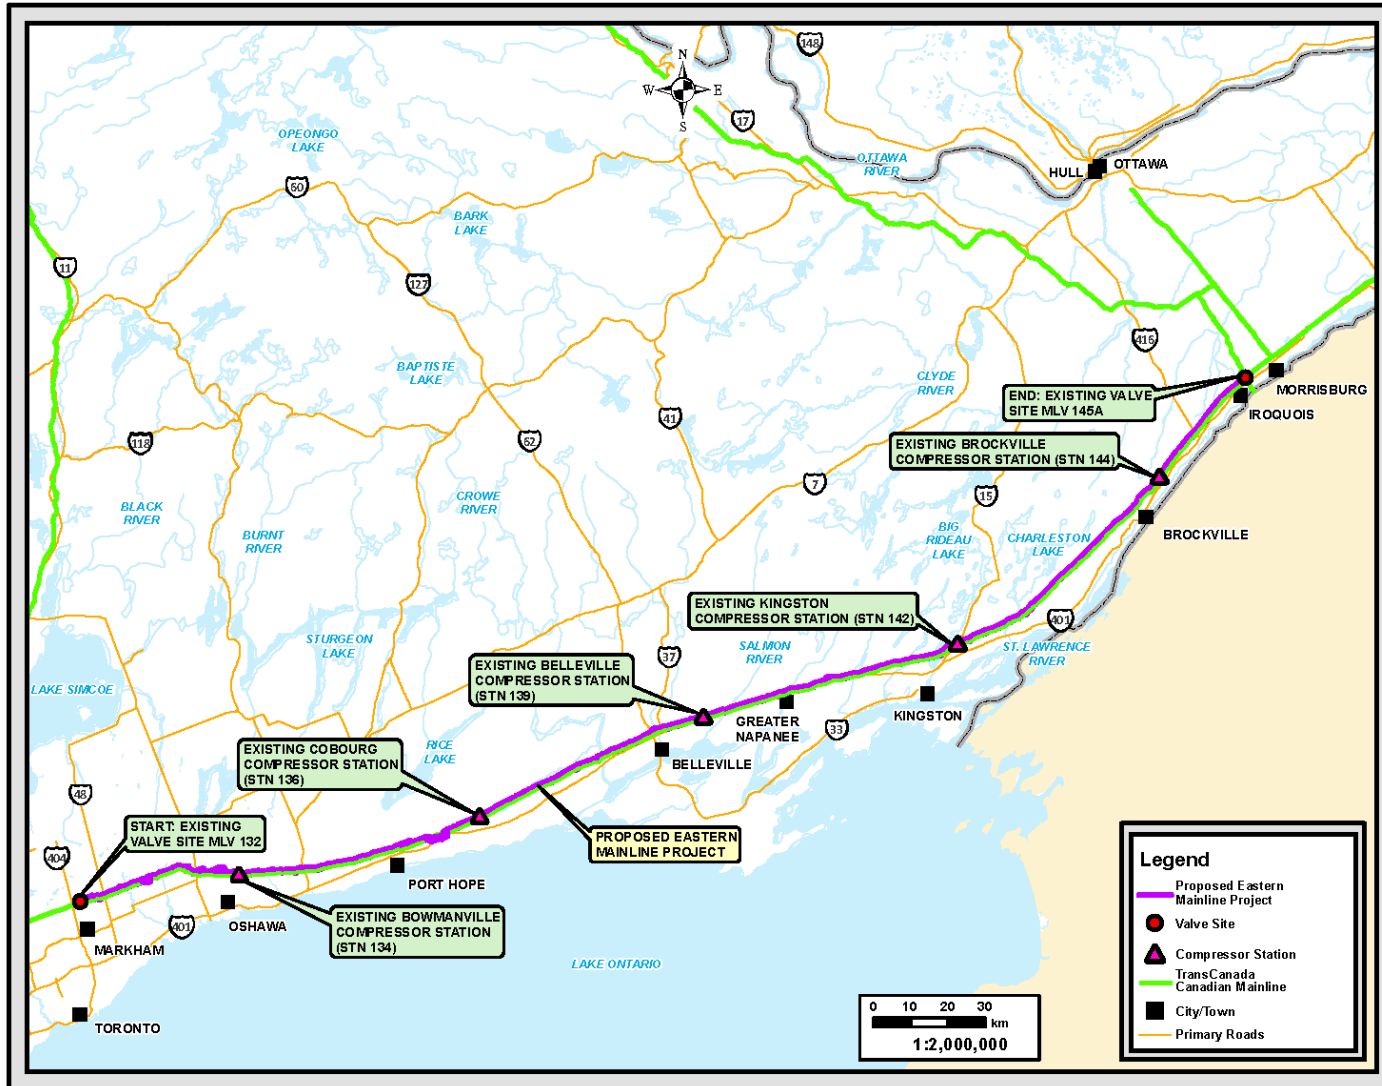 148
N
W
E
S
17
OPEONGO
LAKE
OTTAWA
RIVER
HULL
OTTAWA
60
BARK
LAKE
11
127
416
BAPTISTE
LAKE
CLYDE
RIVER
END: EXISTING VALVE
SITE MLV 145A
MORRISBURG
IROQUOIS
41
118
62
EXISTING BROCKVILLE
COMPRESSOR STATION (STN 144)
7
15
BLACK
RIVER
CROWE
RIVER
BURNT
RIVER
BIG
RIDEAU
LAKE
CHARLESTON
LAKE
BROCKVILLE
EXISTING KINGSTON
COMPRESSOR STATION (STN 142)
401
STURGEON
LAKE
SALMON
RIVER
ST. LAWRENCE
RIVER
37
EXISTING BELLEVILLE
COMPRESSOR STATION
(STN 139)
LAKE SIMCOE
KINGSTON
GREATER
NAPANEE
33
EXISTING COBOURG
COMPRESSOR STATION
(STN 136)
RICE
LAKE
BELLEVILLE
48
START: EXISTING
VALVE SITE MLV 132
PROPOSED EASTERN
MAINLINE PROJECT
404
PORT HOPE
EXISTING BOWMANVILLE
COMPRESSOR STATION
(STN 134)
OSHAWA
401
MARKHAM
LAKE ONTARIO
TORONTO
0 10 20 30
km
1:2,000,000
Legend
Proposed Eastern
Mainline Project
Valve Site
Compressor Station
TransCanada
Canadian Mainline
City/Town
Primary Roads